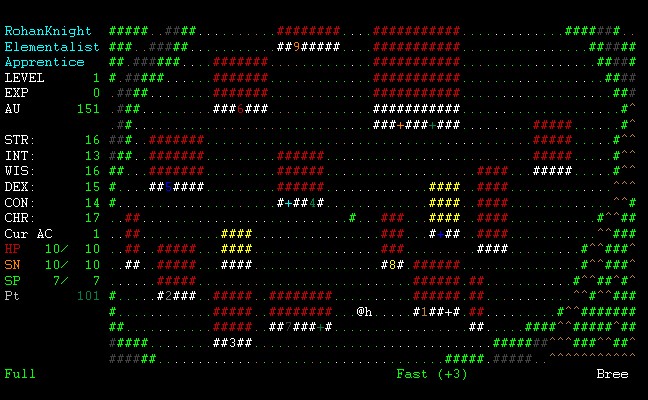 RohanKnight
Elementalist
Apprentice
LEVEL 1
EXP 0
AU 151
STR: 16
INT: 13
WIS: 16
DEX: 15
CON: 14
CHR: 17
Cur AC 1
HP 10/ 10
SN 10/ 10
SP 7/ 7
Pt 101
@h
Full Fast (+3) Bree